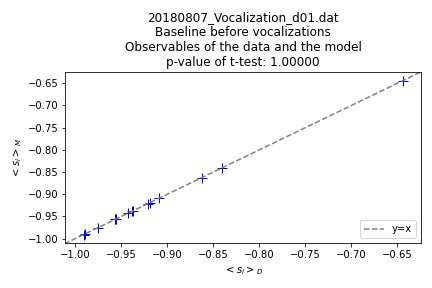 20180807_Vocalization_d01.dat
Baseline before vocalizations
Observables of the data and the model
p-value of t-test: 1.00000
−0.65
−0.70
−0.75
−0.80
−0.85
−0.90
−0.95
−1.00
< s_i >_M
y=x
−1.00 −0.95 −0.90 −0.85 −0.80 −0.75 −0.70 −0.65
< s_i >_D